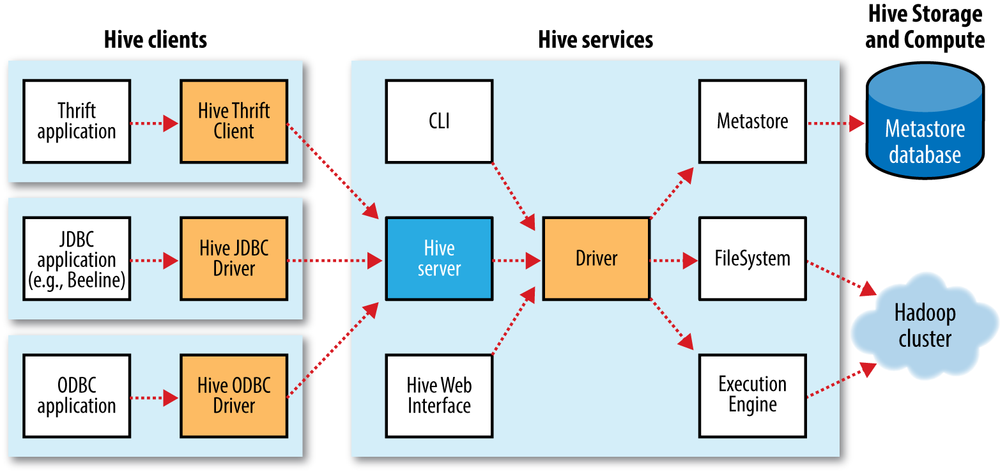 Hive clients
Thrift
application
Hive Thrift
Client
JDBC
application
(e.g., Beeline)
Hive JDBC
Driver
ODBC
application
Hive ODBC
Driver
Hive services
CLI
Hive
server
Hive Web
Interface
Driver
Metastore
FileSystem
Execution
Engine
Hive Storage
and Compute
Metastore
database
Hadoop
cluster